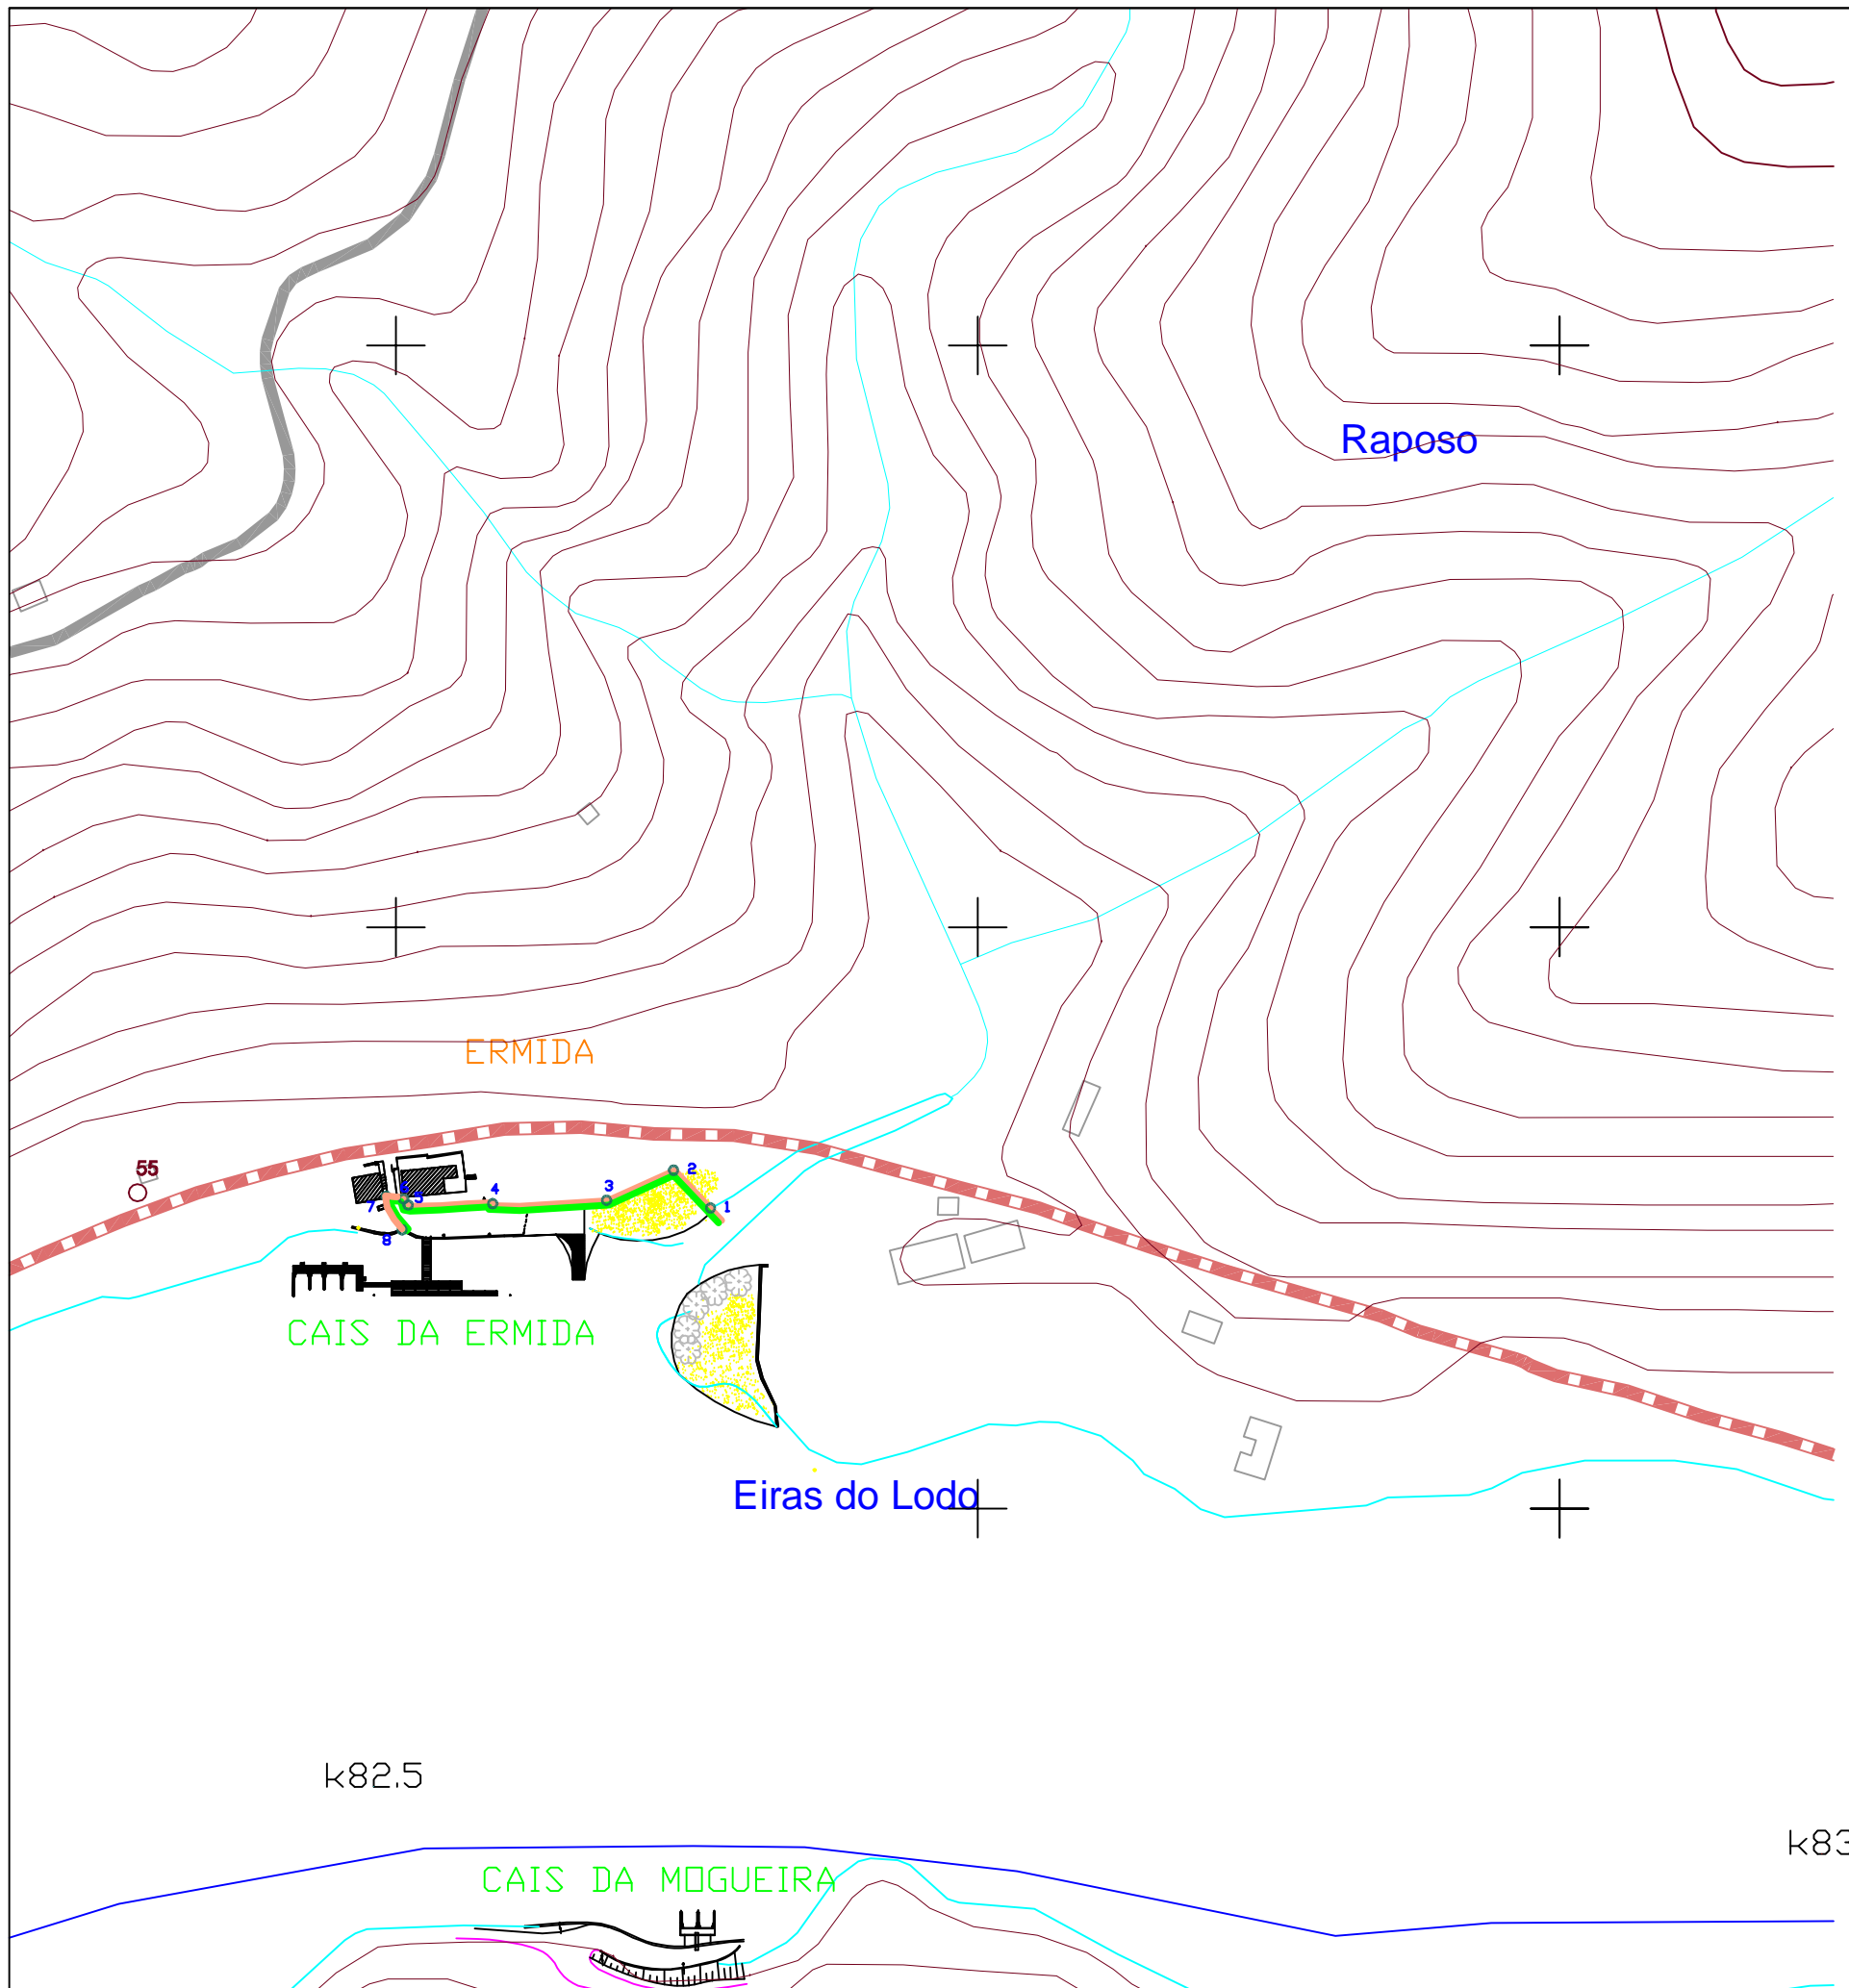 Raposo
ERMIDA
55
2
3
4
1
6
5
7
8
CAIS DA ERMIDA
Eiras do Lodo
k82.5
k83
CAIS DA MOGUEIRA